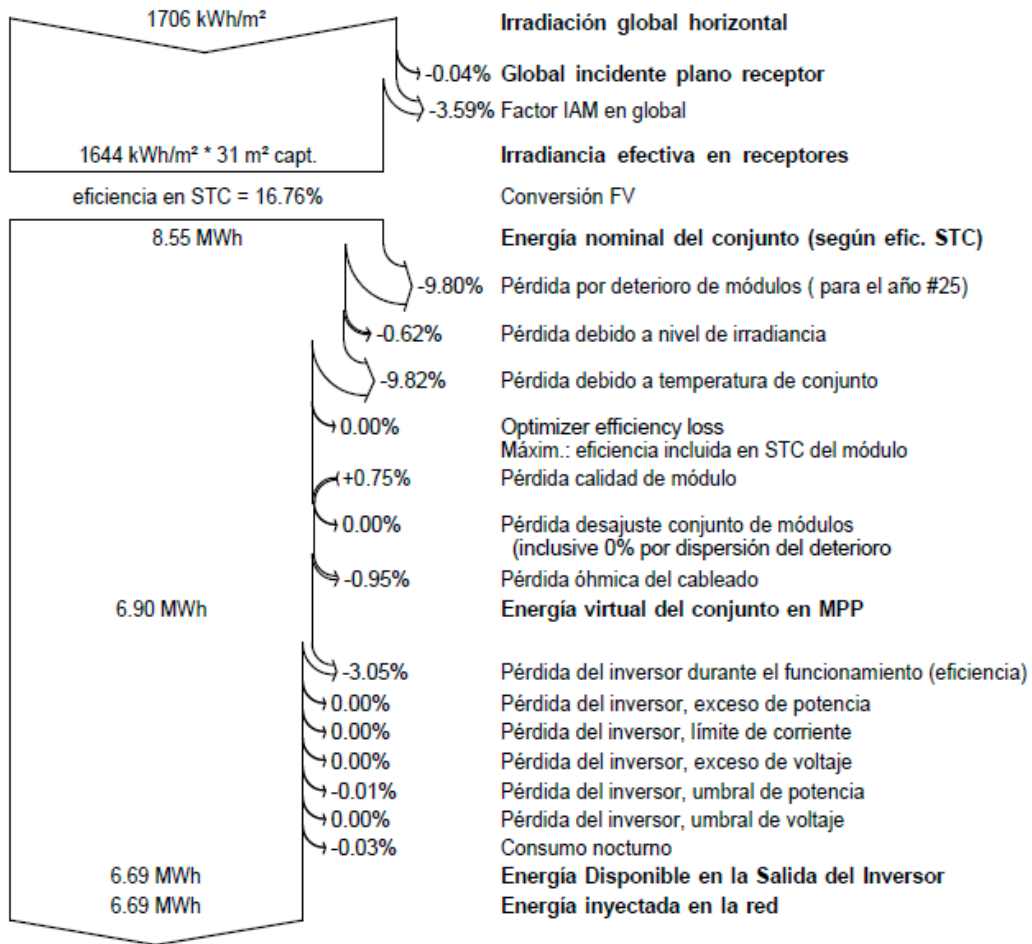 1706 kWh/m² Irradiación global horizontal
-0.04% Global incidente plano receptor
-3.59% Factor IAM en global
1644 kWh/m² * 31 m² capt. Irradiancia efectiva en receptores
eficiencia en STC = 16.76% Conversión FV
8.55 MWh Energía nominal del conjunto (según efic. STC)
-9.80% Pérdida por deterioro de módulos ( para el año #25)
-0.62% Pérdida debido a nivel de irradiancia
-9.82% Pérdida debido a temperatura de conjunto
0.00% Optimizer efficiency loss
Máxim.: eficiencia incluida en STC del módulo
+0.75% Pérdida calidad de módulo
0.00% Pérdida desajuste conjunto de módulos
(inclusive 0% por dispersión del deterioro
-0.95% Pérdida óhmica del cableado
6.90 MWh Energía virtual del conjunto en MPP
-3.05% Pérdida del inversor durante el funcionamiento (eficiencia)
0.00% Pérdida del inversor, exceso de potencia
0.00% Pérdida del inversor, límite de corriente
0.00% Pérdida del inversor, exceso de voltaje
-0.01% Pérdida del inversor, umbral de potencia
0.00% Pérdida del inversor, umbral de voltaje
-0.03% Consumo nocturno
6.69 MWh Energía Disponible en la Salida del Inversor
6.69 MWh Energía inyectada en la red